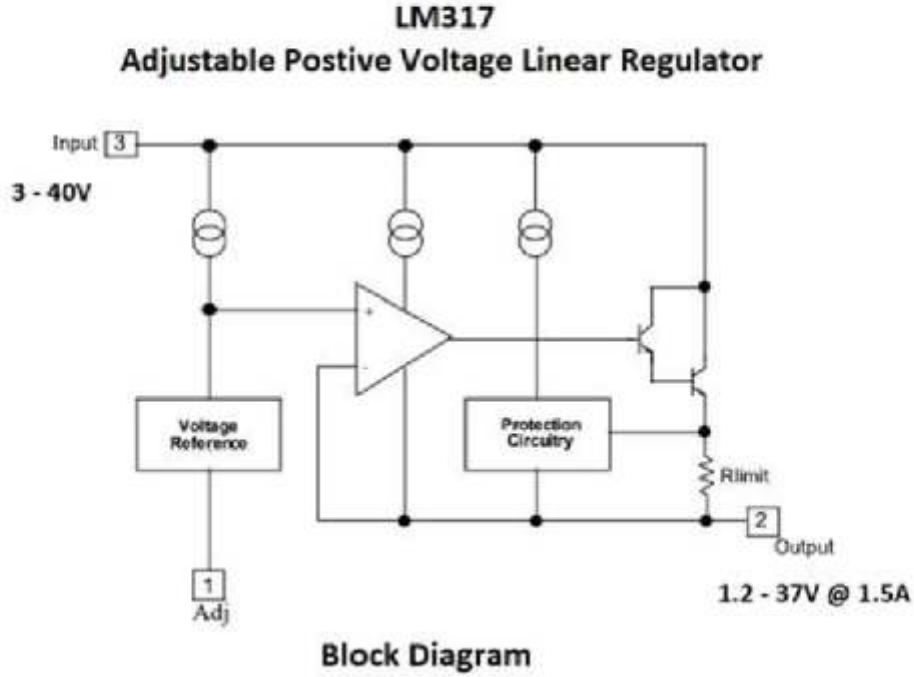 LM317
Adjustable Postive Voltage Linear Regulator
Input 3
3 - 40V
+
-
Voltage
Reference
Protection
Circuitry
Rlimit
2
Output
1
Adj
1.2 - 37V @ 1.5A
Block Diagram